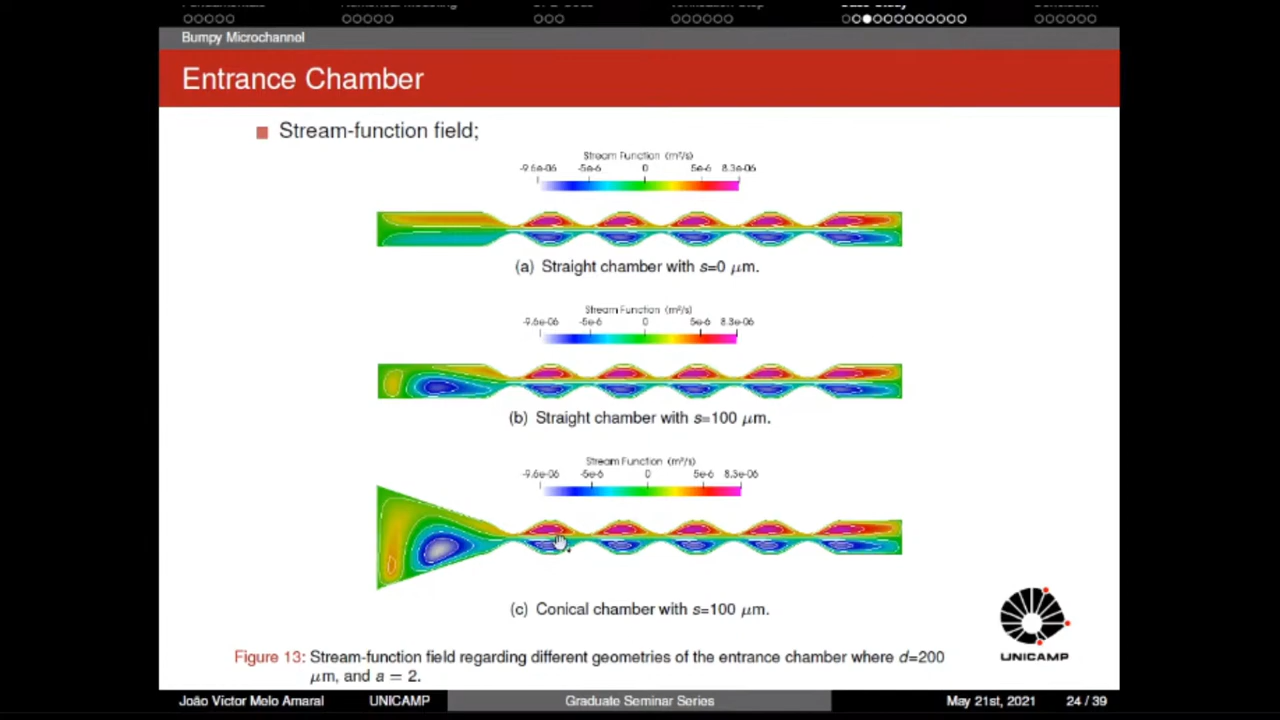 Bumpy Microchannel
Entrance Chamber
Stream-function field;
Stream Function (m²/s)
-9.6e-06 -5e-6 0 5e-6 8.3e-06
(a) Straight chamber with s=0 μm.
Stream Function (m²/s)
-9.6e-06 -5e-6 0 5e-6 8.3e-06
(b) Straight chamber with s=100 μm.
Stream Function (m²/s)
-9.6e-06 -5e-6 0 5e-6 8.3e-06
(c) Conical chamber with s=100 μm.
UNICAMP
Figure 13: Stream-function field regarding different geometries of the entrance chamber where d=200
μm, and a = 2.
João Victor Melo Amaral UNICAMP Graduate Seminar Series May 21st, 2021 24 / 39